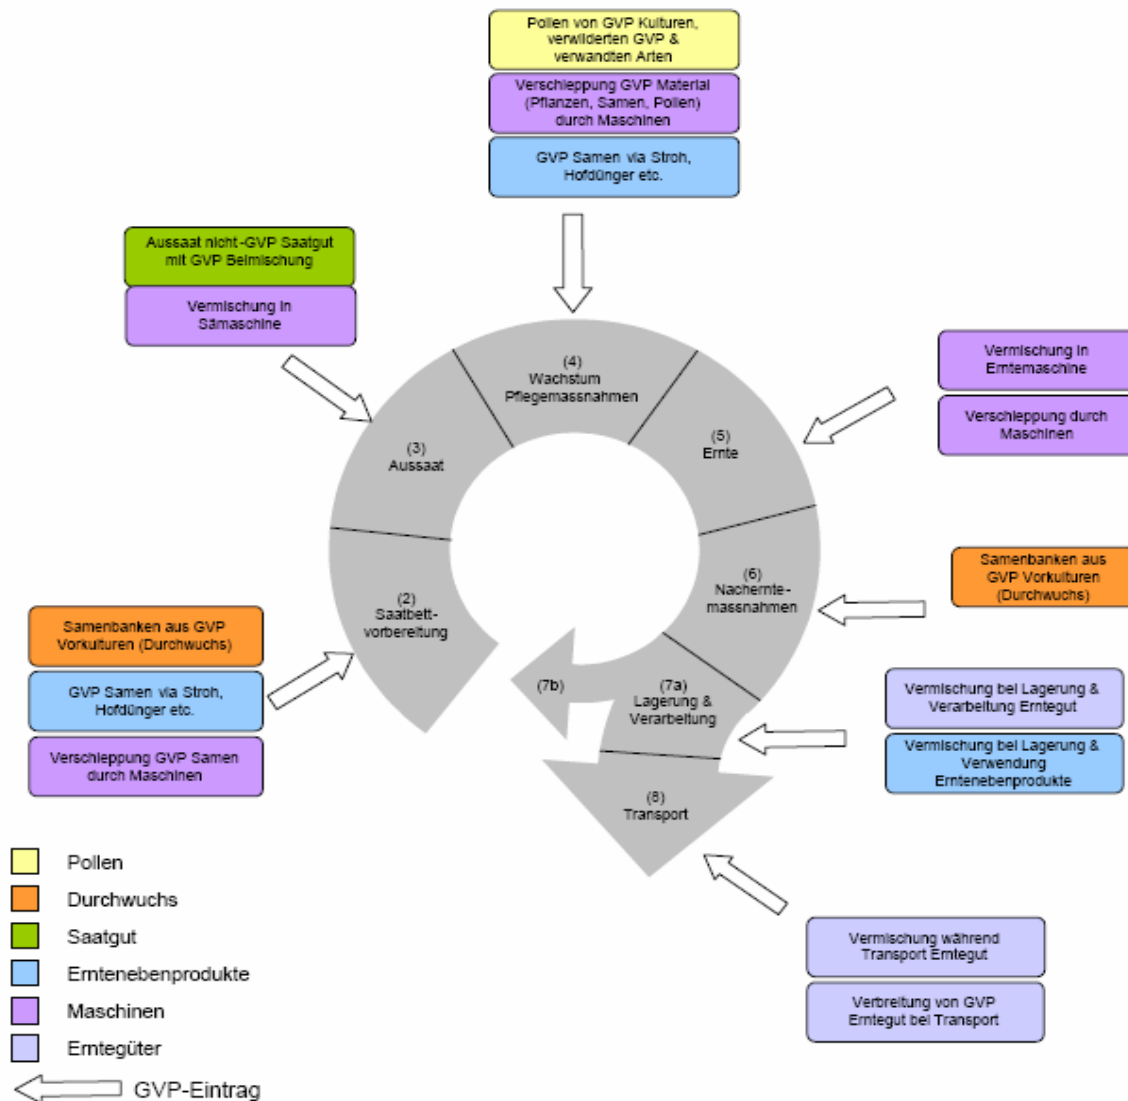 Pollen von GVP Kulturen,
verwilderten GVP &
verwandten Arten
Verschleppung GVP Material
(Pflanzen, Samen, Pollen)
durch Maschinen
GVP Samen via Stroh,
Hofdünger etc.
Aussaat nicht-GVP Saatgut
mit GVP Beimischung
Vermischung in
Sämaschine
Vermischung in
Erntemaschine
Verschleppung durch
Maschinen
(4)
Wachstum
Pflegemassnahmen
(3)
Aussaat
(5)
Ernte
(2)
Saatbett-
vorbereitung
(6)
Nachernte-
massnahmen
Samenbanken aus
GVP Vorkulturen
(Durchwuchs)
Samenbanken aus GVP
Vorkulturen (Durchwuchs)
GVP Samen via Stroh,
Hofdünger etc.
Verschleppung GVP Samen
durch Maschinen
(7b)
(7a)
Lagerung &
Verarbeitung
Vermischung bei Lagerung &
Verarbeitung Erntegut
Vermischung bei Lagerung &
Verwendung
Erntenebenprodukte
(8)
Transport
Vermischung während
Transport Erntegut
Verbreitung von GVP
Erntegut bei Transport
Pollen
Durchwuchs
Saatgut
Erntenebenprodukte
Maschinen
Erntegüter
GVP-Eintrag